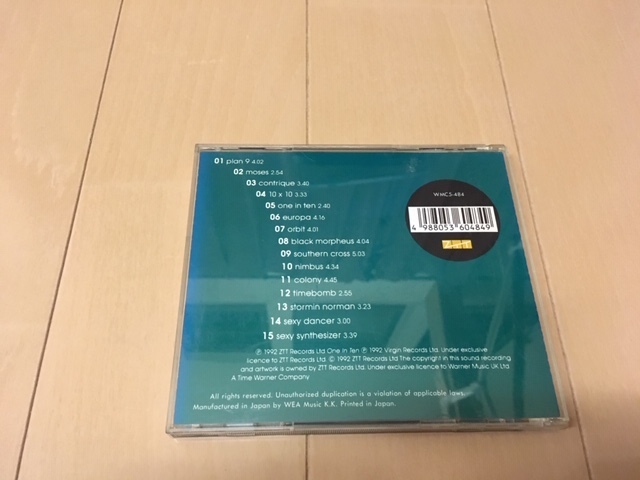 01 plan 9 4.02
02 moses 2.54
03 contrique 3.40
04 10 x 10 3.33
05 one in ten 2.40
06 europa 4.16
07 orbit 4.01
08 black morpheus 4.04
09 southern cross 5.03
10 nimbus 4.34
11 colony 4.45
12 timebomb 2.55
13 stormin norman 3.23
14 sexy dancer 3.00
15 sexy synthesizer 3.39
WMC5-484
4 988053 604849
ZTT
℗ 1992 ZTT Records Ltd One In Ten ℗ 1992 Virgin Records Ltd. Under exclusive
licence to ZTT Records Ltd. © 1992 ZTT Records Ltd The copyright in this sound recording
and artwork is owned by ZTT Records Ltd. Under exclusive licence to Warner Music UK Ltd
A Time Warner Company
All rights reserved. Unauthorized duplication is a violation of applicable laws.
Manufactured in Japan by WEA Music K.K. Printed in Japan.